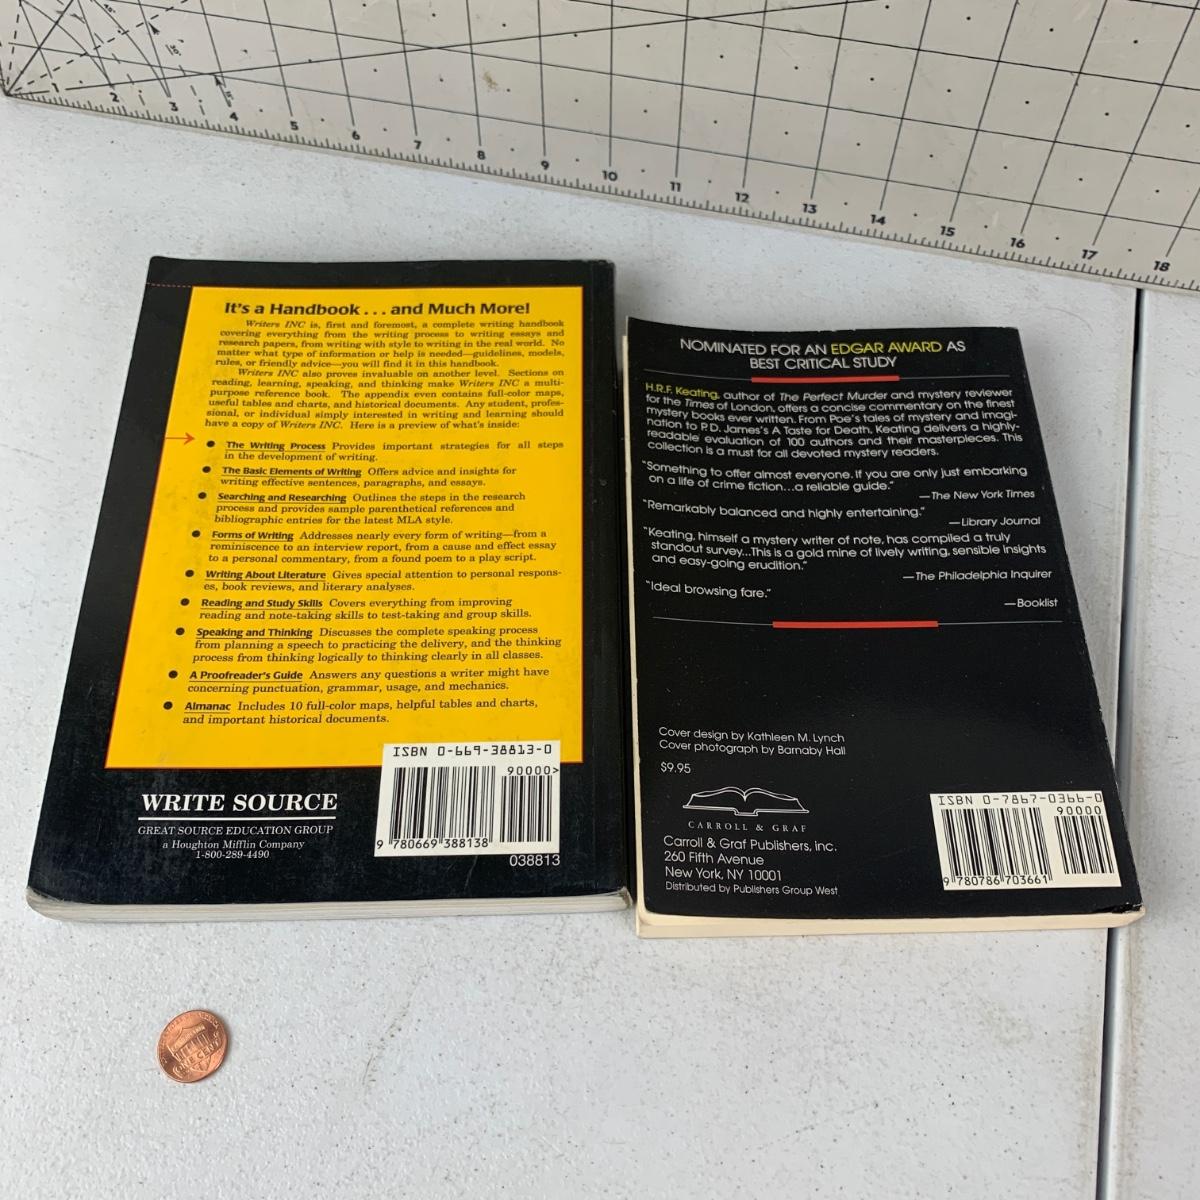 1 2 3 4 5 6 7 8 9 10 11 12 13 14 15 16 17 18
It's a Handbook . . . and Much More!
Writers INC is, first and foremost, a complete writing handbook
covering everything from the writing process to writing essays and
research papers, from writing with style to writing in the real world. No
matter what type of information or help is needed—guidelines, models,
rules, or friendly advice—you will find it in this handbook.
Writers INC also proves invaluable on another level. Sections on
reading, learning, speaking, and thinking make Writers INC a multi-
purpose reference book. The appendix even contains full-color maps,
useful tables and charts, and historical documents. Any student, profes-
sional, or individual simply interested in writing and learning should
have a copy of Writers INC. Here is a preview of what's inside:
● The Writing Process Provides important strategies for all steps
in the development of writing.
● The Basic Elements of Writing Offers advice and insights for
writing effective sentences, paragraphs, and essays.
● Searching and Researching Outlines the steps in the research
process and provides sample parenthetical references and
bibliographic entries for the latest MLA style.
● Forms of Writing Addresses nearly every form of writing—from a
reminiscence to an interview report, from a cause and effect essay
to a personal commentary, from a found poem to a play script.
● Writing About Literature Gives special attention to personal respons-
es, book reviews, and literary analyses.
● Reading and Study Skills Covers everything from improving
reading and note-taking skills to test-taking and group skills.
● Speaking and Thinking Discusses the complete speaking process
from planning a speech to practicing the delivery, and the thinking
process from thinking logically to thinking clearly in all classes.
● A Proofreader's Guide Answers any questions a writer might have
concerning punctuation, grammar, usage, and mechanics.
● Almanac Includes 10 full-color maps, helpful tables and charts,
and important historical documents.
ISBN 0-669-38813-0
90000>
9 780669 388138
038813
WRITE SOURCE
GREAT SOURCE EDUCATION GROUP
a Houghton Mifflin Company
1-800-289-4490
NOMINATED FOR AN EDGAR AWARD AS
BEST CRITICAL STUDY
H.R.F. Keating, author of The Perfect Murder and mystery reviewer
for the Times of London, offers a concise commentary on the finest
mystery books ever written. From Poe's tales of mystery and imagi-
nation to P.D. James's A Taste for Death, Keating delivers a highly-
readable evaluation of 100 authors and their masterpieces. This
collection is a must for all devoted mystery readers.
"Something to offer almost everyone. If you are only just embarking
on a life of crime fiction...a reliable guide."
—The New York Times
"Remarkably balanced and highly entertaining."
—Library Journal
"Keating, himself a mystery writer of note, has compiled a truly
standout survey...This is a gold mine of lively writing, sensible insights
and easy-going erudition."
—The Philadelphia Inquirer
"Ideal browsing fare."
—Booklist
Cover design by Kathleen M. Lynch
Cover photograph by Barnaby Hall
$9.95
CARROLL & GRAF
Carroll & Graf Publishers, Inc.
260 Fifth Avenue
New York, NY 10001
Distributed by Publishers Group West
ISBN 0-7867-0366-0
90000
9 780786 703661
ONE CENT